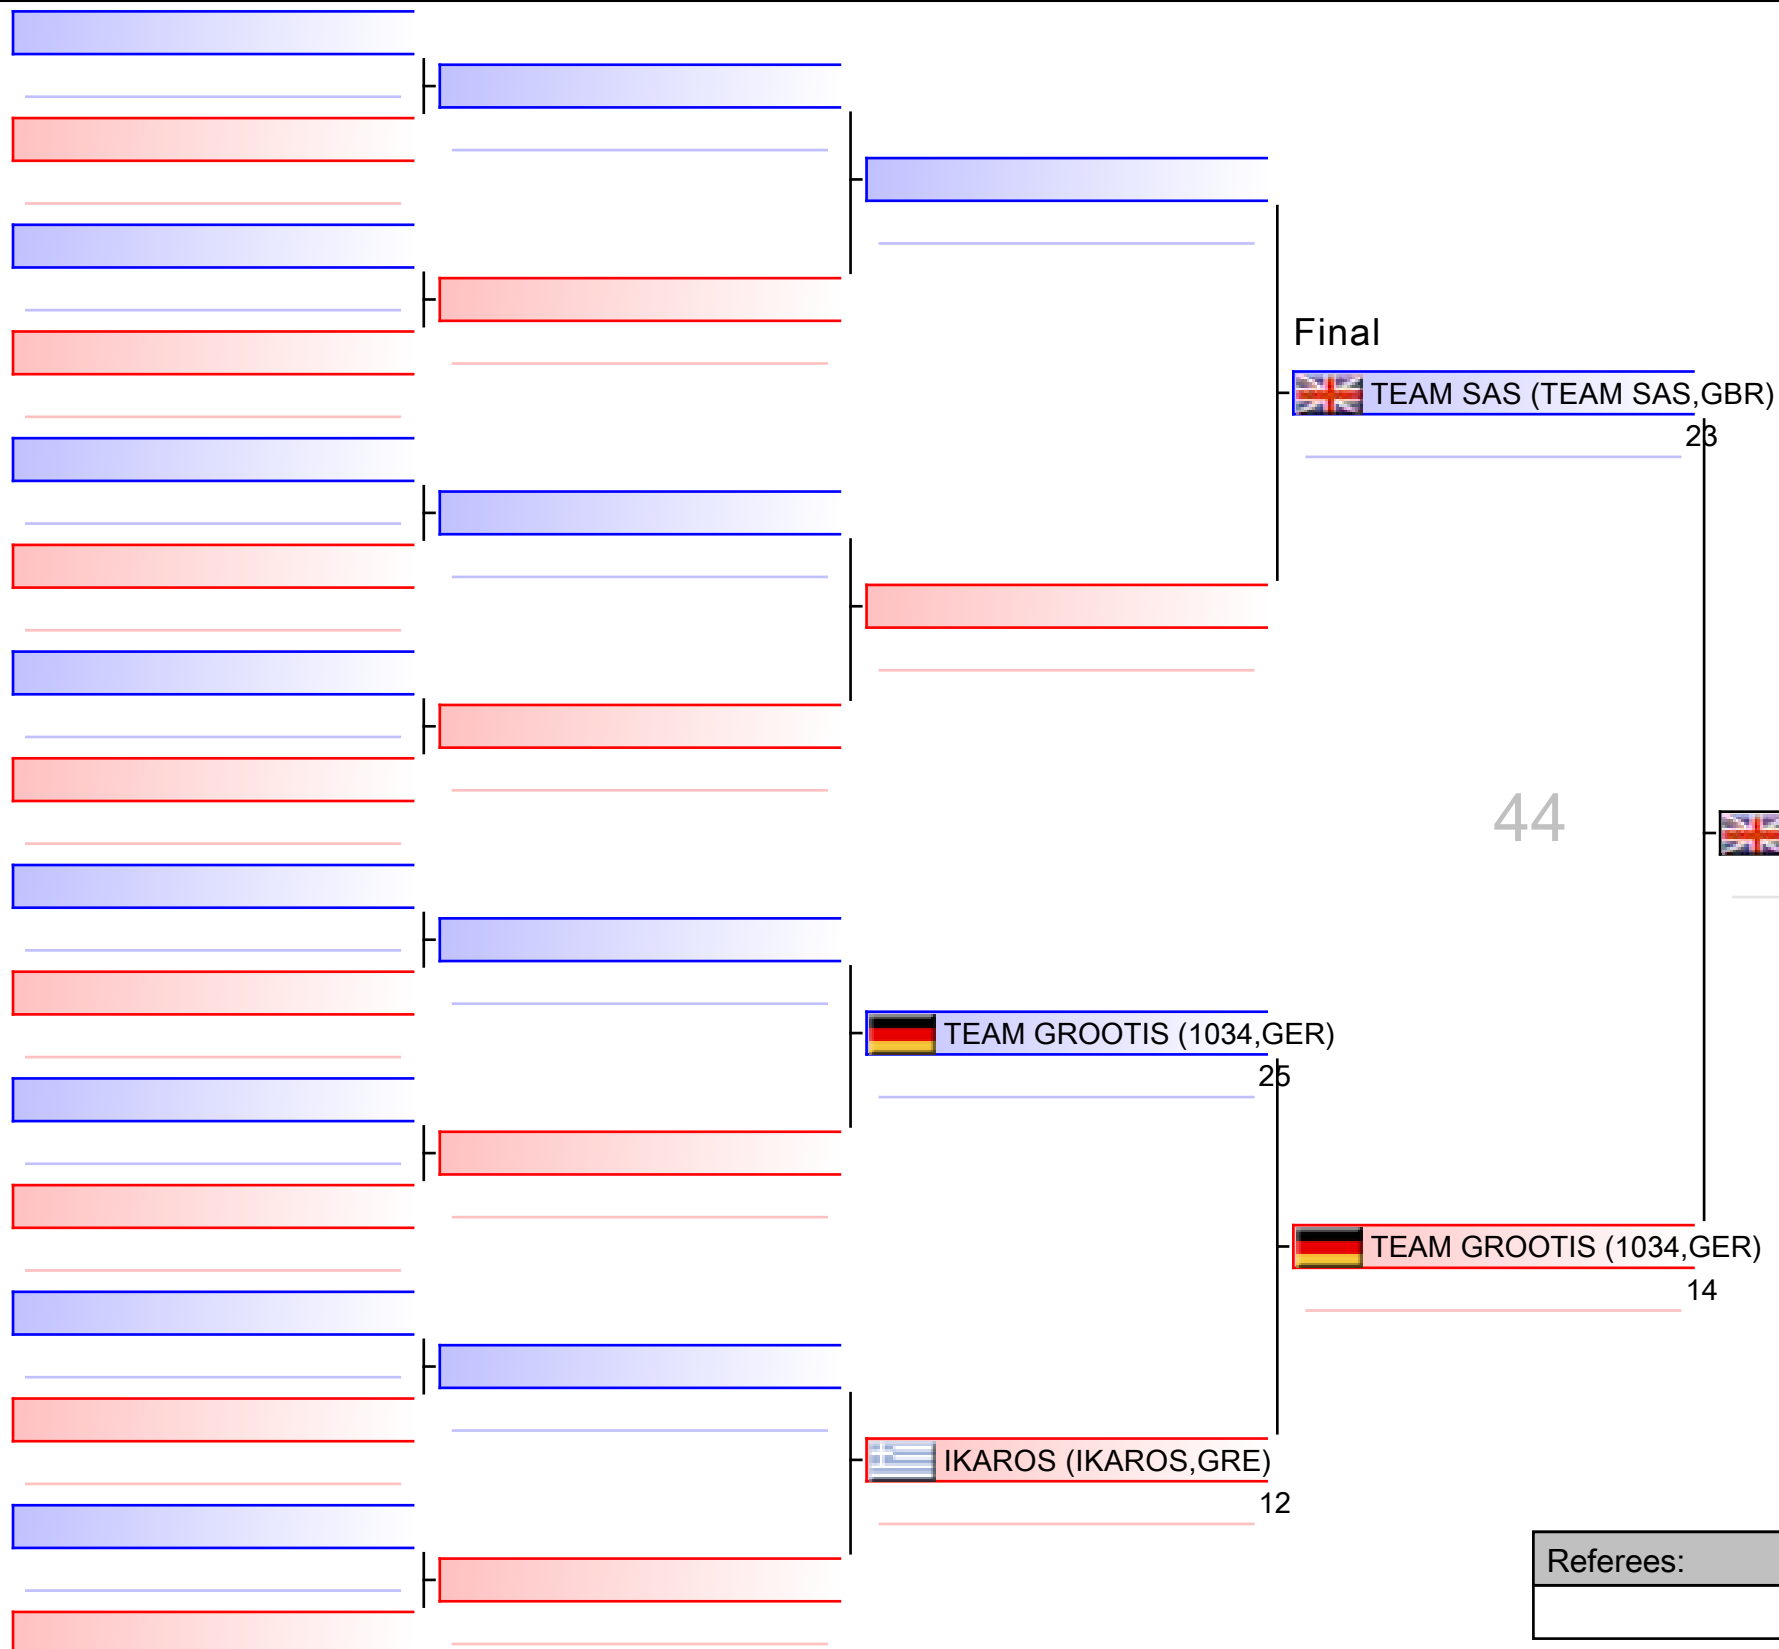 Final
TEAM SAS (TEAM SAS,GBR)
23
44
TEAM GROOTIS (1034,GER)
25
TEAM GROOTIS (1034,GER)
14
IKAROS (IKAROS,GRE)
12
Referees: